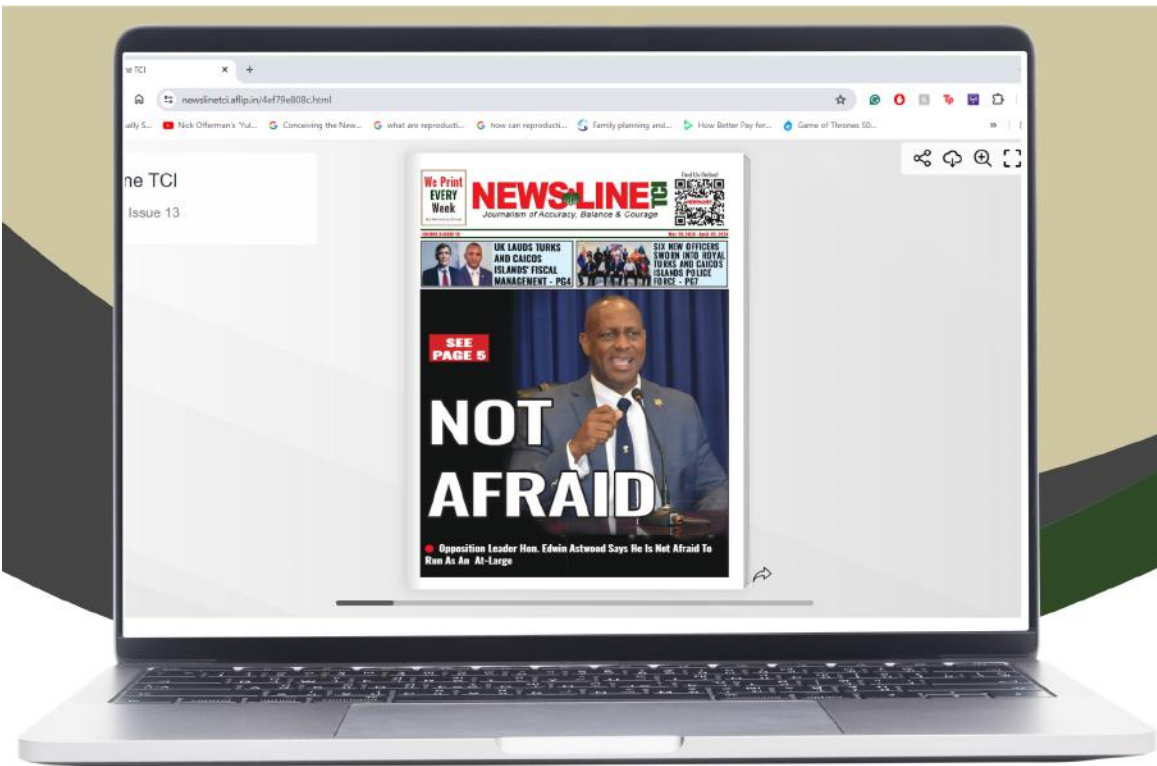 ne TCI
newslinetci.aflip.in/4ef79e808c.html
ually S... Nick Offerman's 'Yul... Conceiving the New... what are reproducti... how can reproducti... Family planning and... How Better Pay for... Game of Thrones S0...
ne TCI
Issue 13
We Print
EVERY
Week
NEWSLINE TCI
Journalism of Accuracy, Balance & Courage
Find Us Online!
UK LAUDS TURKS
AND CAICOS
ISLANDS' FISCAL
MANAGEMENT - PG4
SIX NEW OFFICERS
SWORN INTO ROYAL
TURKS AND CAICOS
ISLANDS POLICE
FORCE - PG7
SEE
PAGE 5
NOT
AFRAID
Opposition Leader Hon. Edwin Astwood Says He Is Not Afraid To
Run As An At-Large